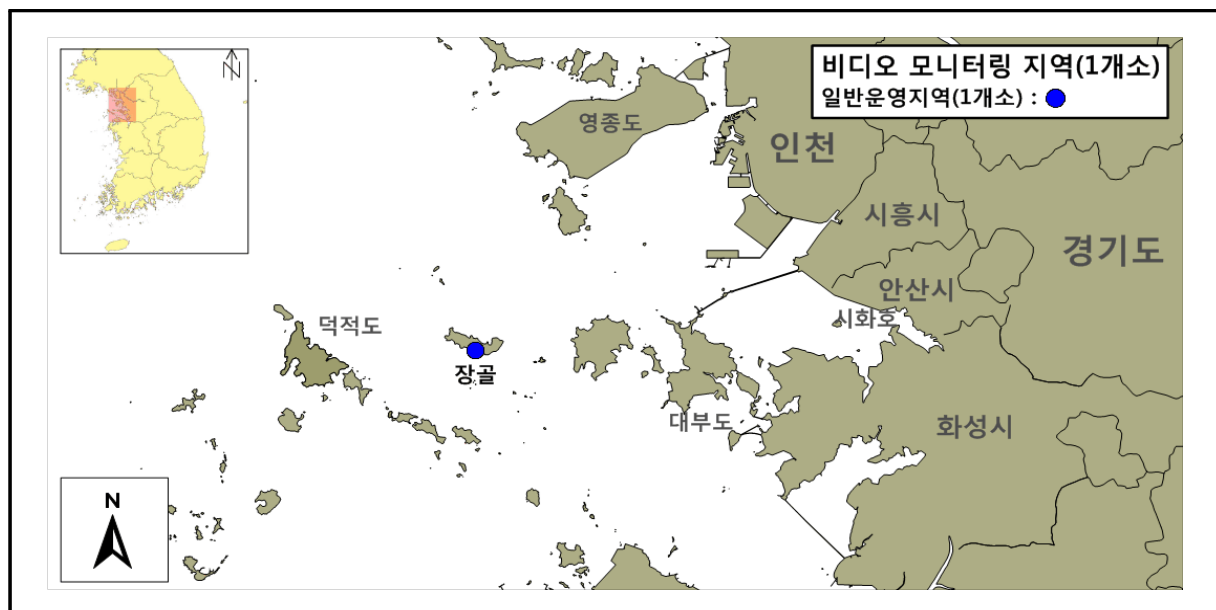 비디오 모니터링 지역(1개소)
일반운영지역(1개소) :
N
영종도
인천
시흥시
경기도
안산시
시화호
덕적도
장골
대부도
화성시
N